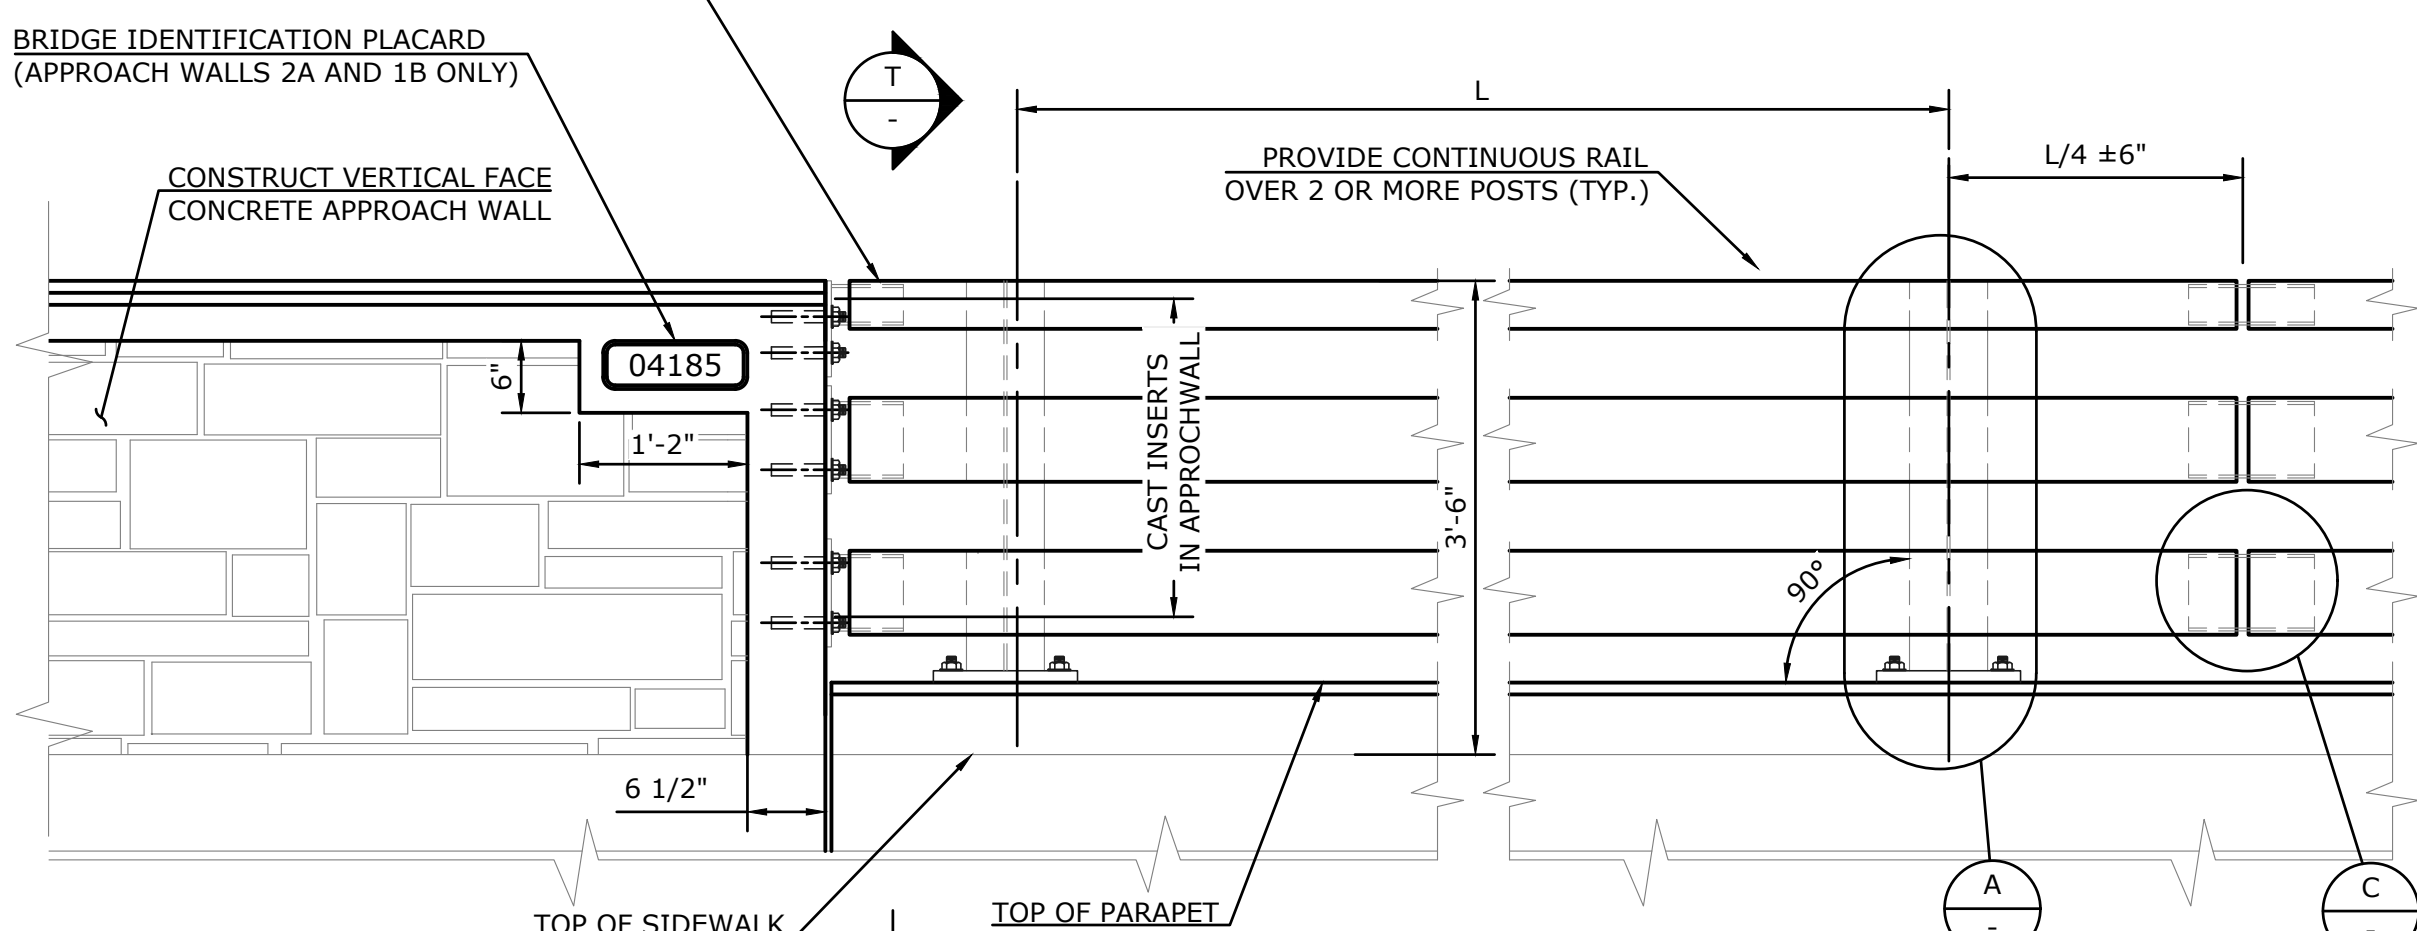 BRIDGE IDENTIFICATION PLACARD
(APPROACH WALLS 2A AND 1B ONLY)
T
-
L
CONSTRUCT VERTICAL FACE
CONCRETE APPROACH WALL
PROVIDE CONTINUOUS RAIL
OVER 2 OR MORE POSTS (TYP.)
L/4 ±6"
04185
6"
1'-2"
CAST INSERTS
IN APPROCHWALL
3'-6"
90°
6 1/2"
TOP OF SIDEWALK
TOP OF PARAPET
A
-
C
-